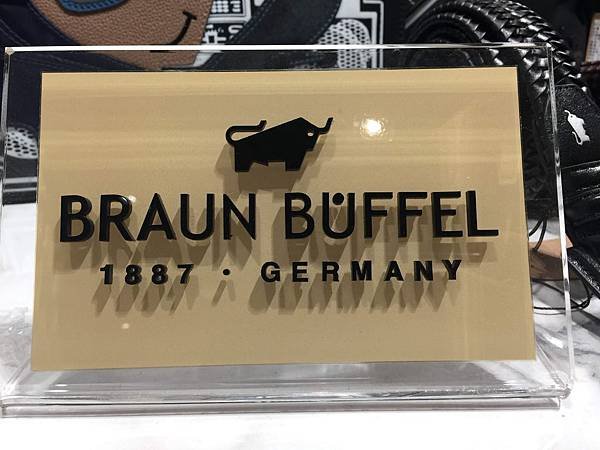 BRAUN BÜFFEL
1887 · GERMANY